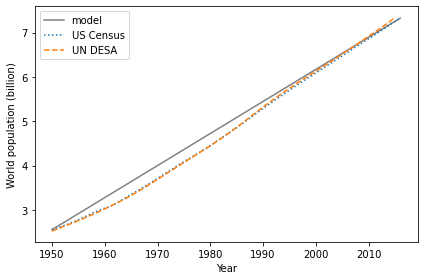 model
US Census
UN DESA
World population (billion)
7
6
5
4
3
1950 1960 1970 1980 1990 2000 2010
Year